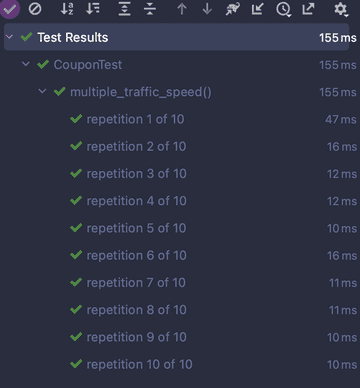 Test Results 155 ms
CouponTest 155 ms
multiple_traffic_speed() 155 ms
repetition 1 of 10 47 ms
repetition 2 of 10 16 ms
repetition 3 of 10 12 ms
repetition 4 of 10 12 ms
repetition 5 of 10 10 ms
repetition 6 of 10 16 ms
repetition 7 of 10 11 ms
repetition 8 of 10 11 ms
repetition 9 of 10 10 ms
repetition 10 of 10 10 ms